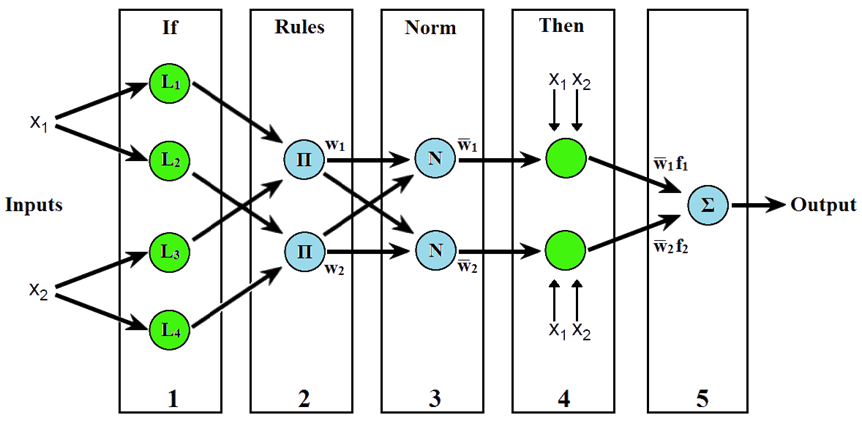 If Rules Norm Then
x₁ x₂
L₁
x₁
w₁ w̅₁
L₂ Π N w̅₁f₁
Inputs Σ Output
L₃ Π N w̅₂f₂
w₂ w̅₂
x₂
L₄ x₁ x₂
1 2 3 4 5